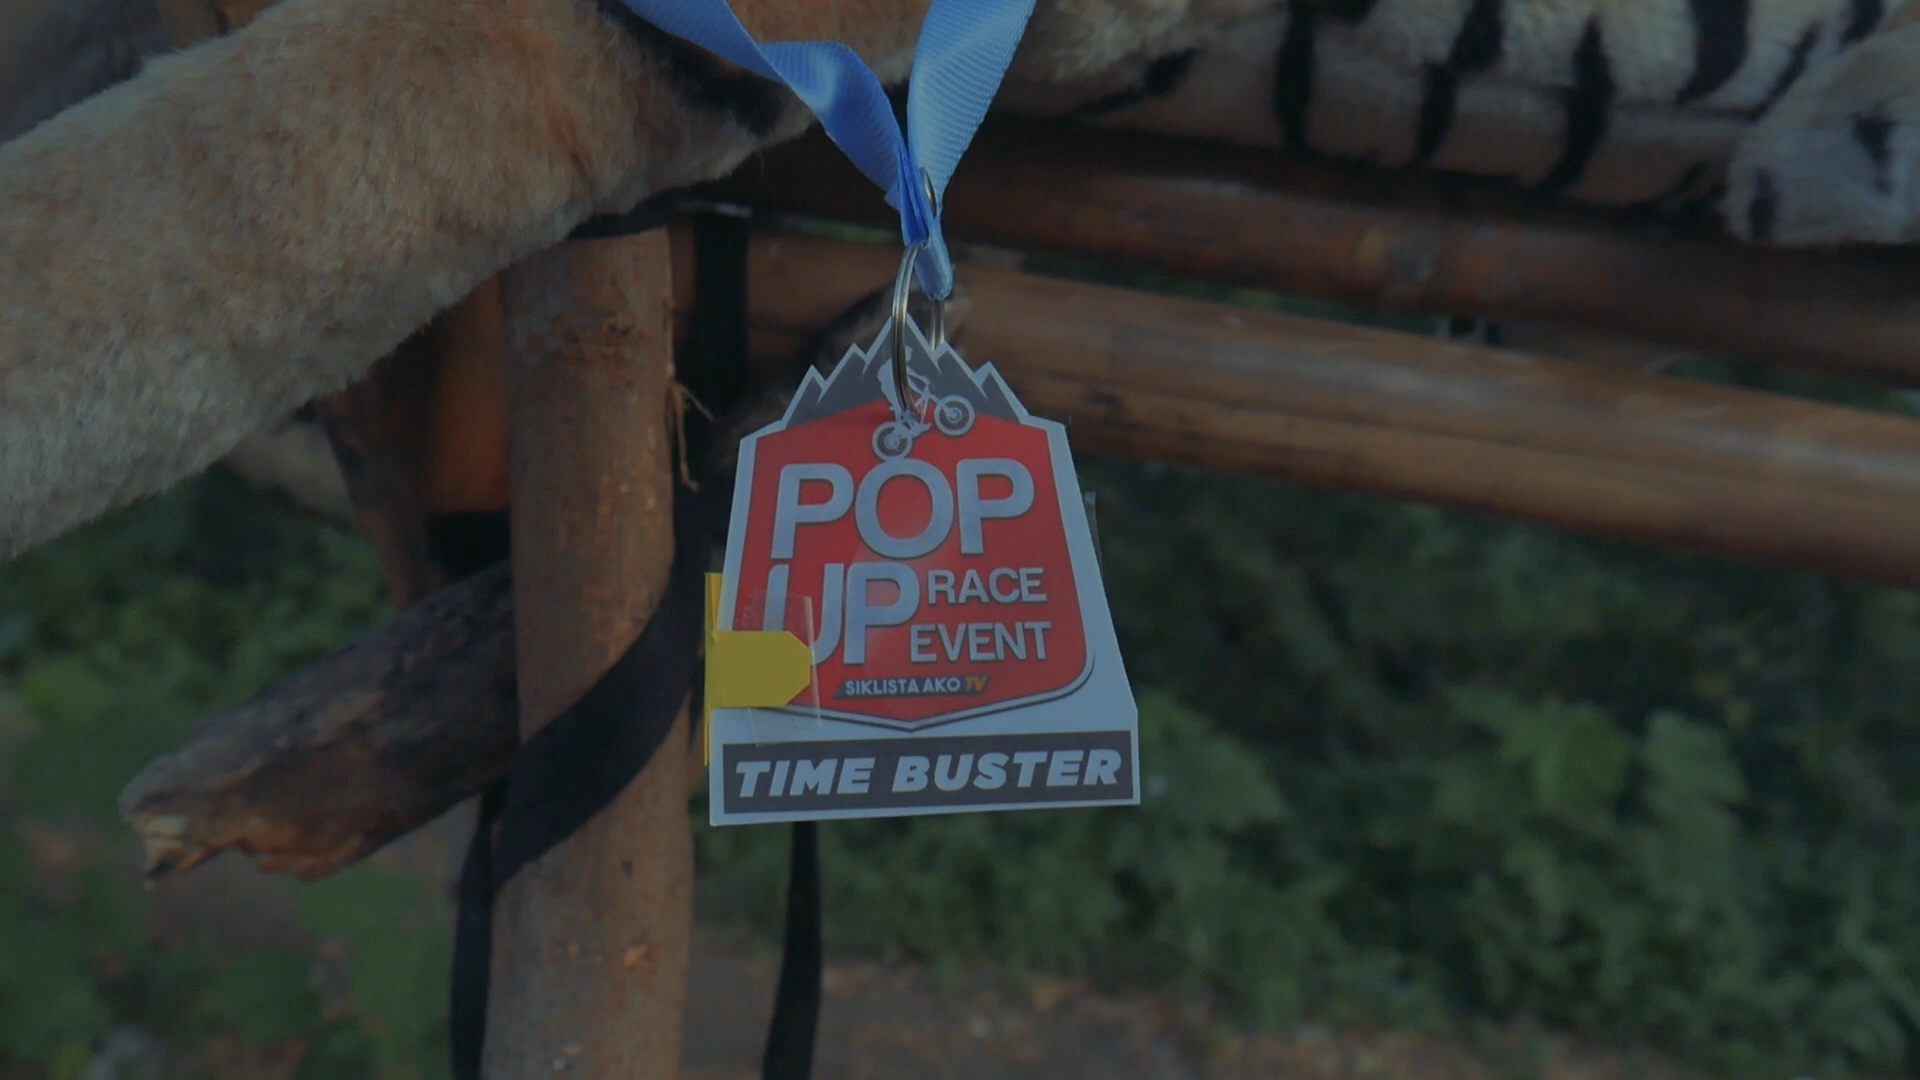 POP
UP RACE
EVENT
SIKLISTA AKO TV
TIME BUSTER